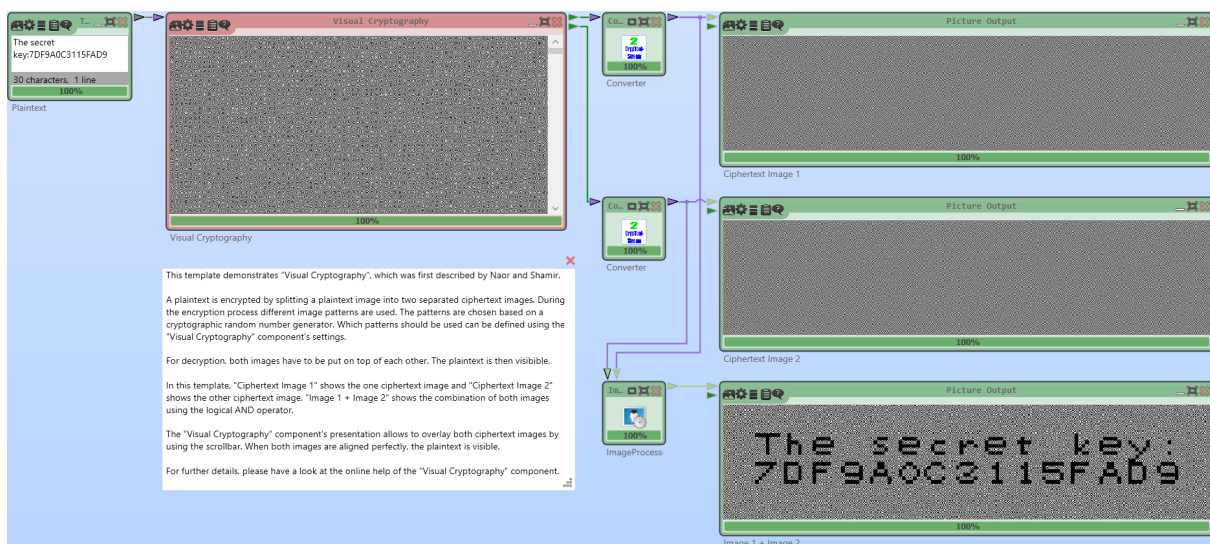 T...
The secret
key:7DF9A0C3115FAD9
30 characters, 1 line
100%
Plaintext
Visual Cryptography
100%
Visual Cryptography
Co...
2
CrypTool-
Stream
100%
Converter
Picture Output
100%
Ciphertext Image 1
Co...
2
CrypTool-
Stream
100%
Converter
Picture Output
100%
Ciphertext Image 2
This template demonstrates "Visual Cryptography", which was first described by Naor and Shamir.
A plaintext is encrypted by splitting a plaintext image into two separated ciphertext images. During
the encryption process different image patterns are used. The patterns are chosen based on a
cryptographic random number generator. Which patterns should be used can be defined using the
"Visual Cryptography" component's settings.
For decryption, both images have to be put on top of each other. The plaintext is then visibible.
In this template, "Ciphertext Image 1" shows the one ciphertext image and "Ciphertext Image 2"
shows the other ciphertext image. "Image 1 + Image 2" shows the combination of both images
using the logical AND operator.
The "Visual Cryptography" component's presentation allows to overlay both ciphertext images by
using the scrollbar. When both images are aligned perfectly, the plaintext is visible.
For further details, please have a look at the online help of the "Visual Cryptography" component.
Im...
100%
ImageProcess
Picture Output
The secret key:
7DF9A0C3115FAD9
100%
Image 1 + Image 2